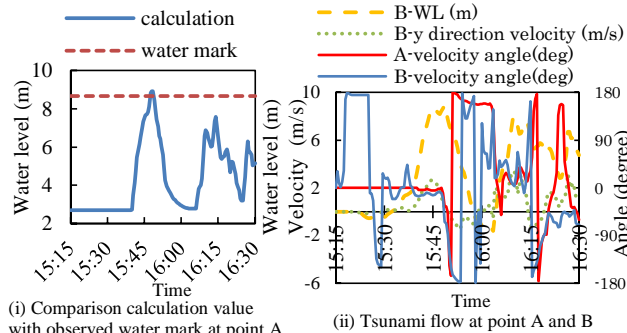 calculation
water mark
Water level (m)
10
8
6
4
2
15:15
15:30
15:45
16:00
16:15
16:30
Time
(i) Comparison calculation value
with observed water mark at point A
B-WL (m)
B-y direction velocity (m/s)
A-velocity angle(deg)
B-velocity angle(deg)
Water level (m)
Velocity (m/s)
10
6
2
-2
-6
180
90
0
-90
-180
Angle (degree)
15:15
15:30
15:45
16:00
16:15
16:30
Time
(ii) Tsunami flow at point A and B